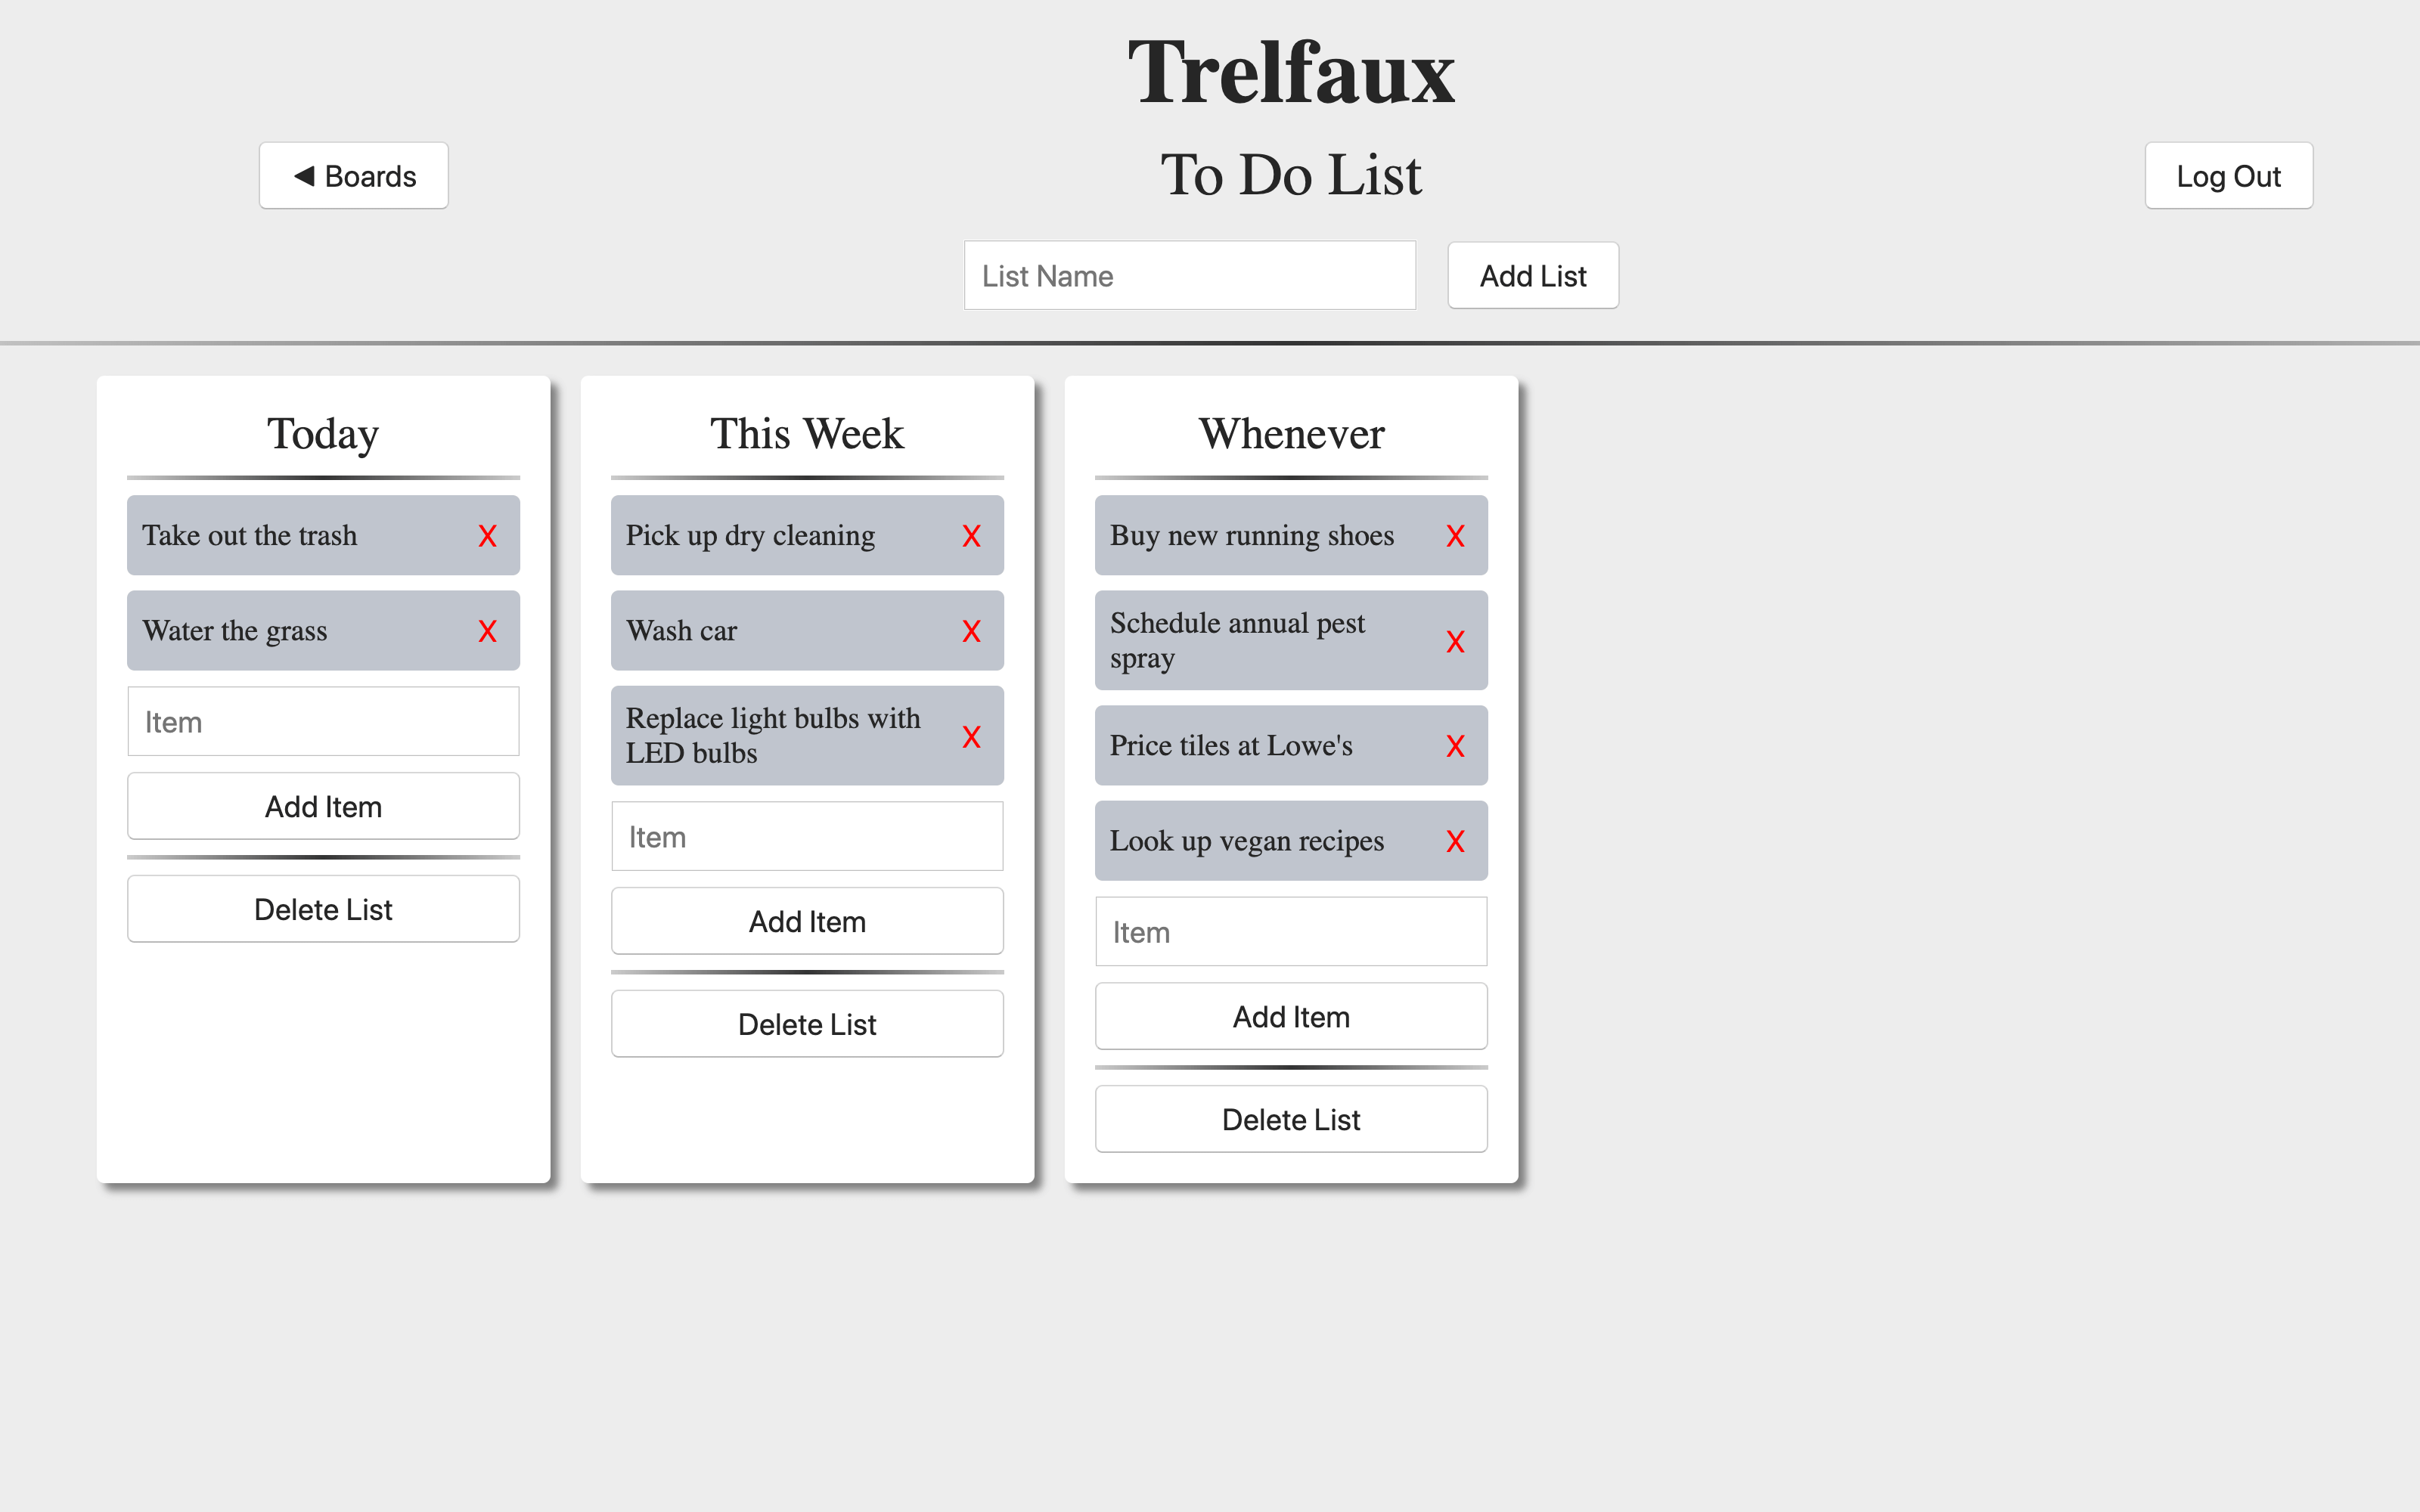 Trelfaux
◀ Boards
To Do List
Log Out
List Name
Add List
Today
Take out the trash
X
Water the grass
X
Item
Add Item
Delete List
This Week
Pick up dry cleaning
X
Wash car
X
Replace light bulbs with
LED bulbs
X
Item
Add Item
Delete List
Whenever
Buy new running shoes
X
Schedule annual pest
spray
X
Price tiles at Lowe's
X
Look up vegan recipes
X
Item
Add Item
Delete List